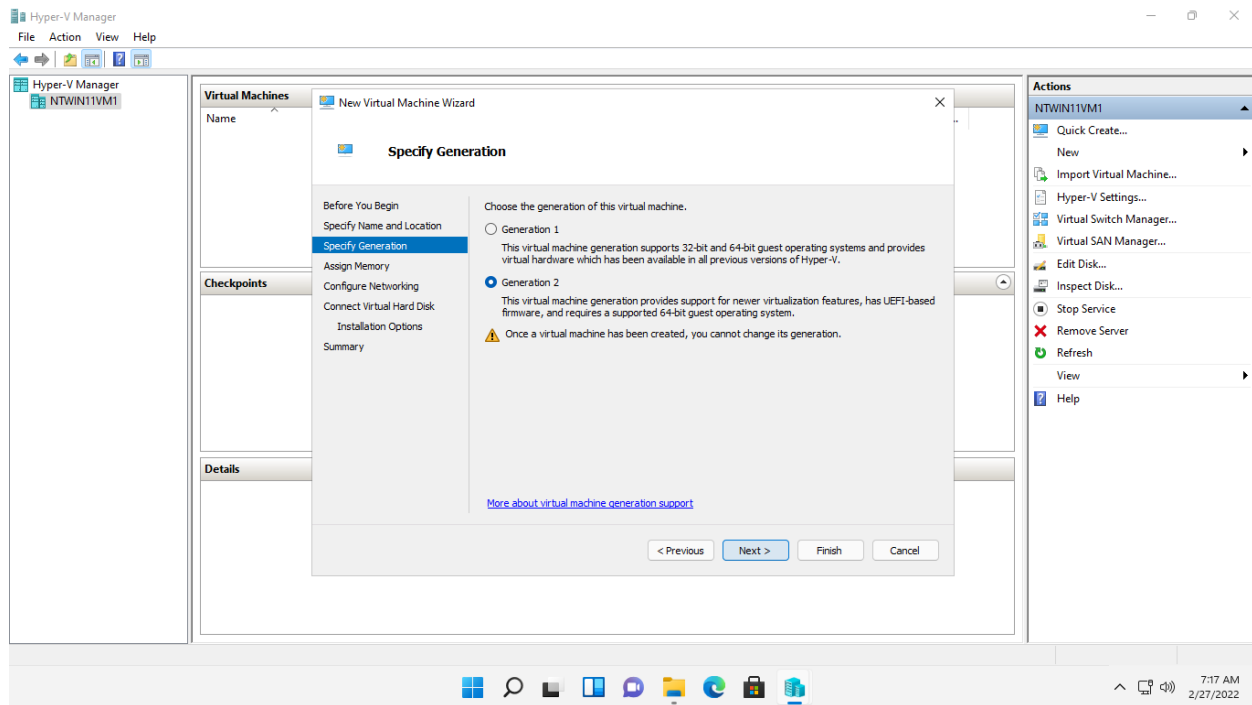 Hyper-V Manager
File Action View Help
Hyper-V Manager
NTWIN11VM1
Virtual Machines
Name
Checkpoints
Details
New Virtual Machine Wizard
Specify Generation
Before You Begin
Specify Name and Location
Specify Generation
Assign Memory
Configure Networking
Connect Virtual Hard Disk
Installation Options
Summary
Choose the generation of this virtual machine.
Generation 1
This virtual machine generation supports 32-bit and 64-bit guest operating systems and provides
virtual hardware which has been available in all previous versions of Hyper-V.
Generation 2
This virtual machine generation provides support for newer virtualization features, has UEFI-based
firmware, and requires a supported 64-bit guest operating system.
Once a virtual machine has been created, you cannot change its generation.
More about virtual machine generation support
< Previous Next > Finish Cancel
Actions
NTWIN11VM1
Quick Create...
New
Import Virtual Machine...
Hyper-V Settings...
Virtual Switch Manager...
Virtual SAN Manager...
Edit Disk...
Inspect Disk...
Stop Service
Remove Server
Refresh
View
Help
7:17 AM
2/27/2022